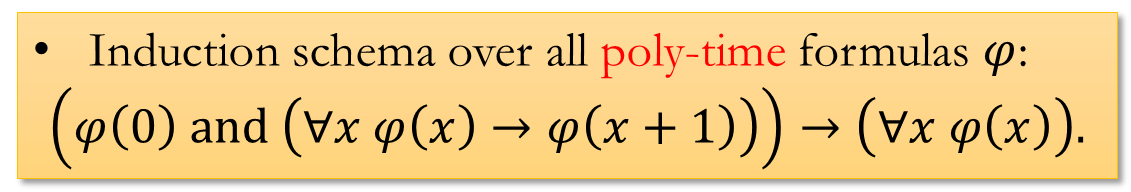 • Induction schema over all poly-time formulas 𝜑:
(𝜑(0) and (∀𝑥 𝜑(𝑥) → 𝜑(𝑥 + 1))) → (∀𝑥 𝜑(𝑥)).